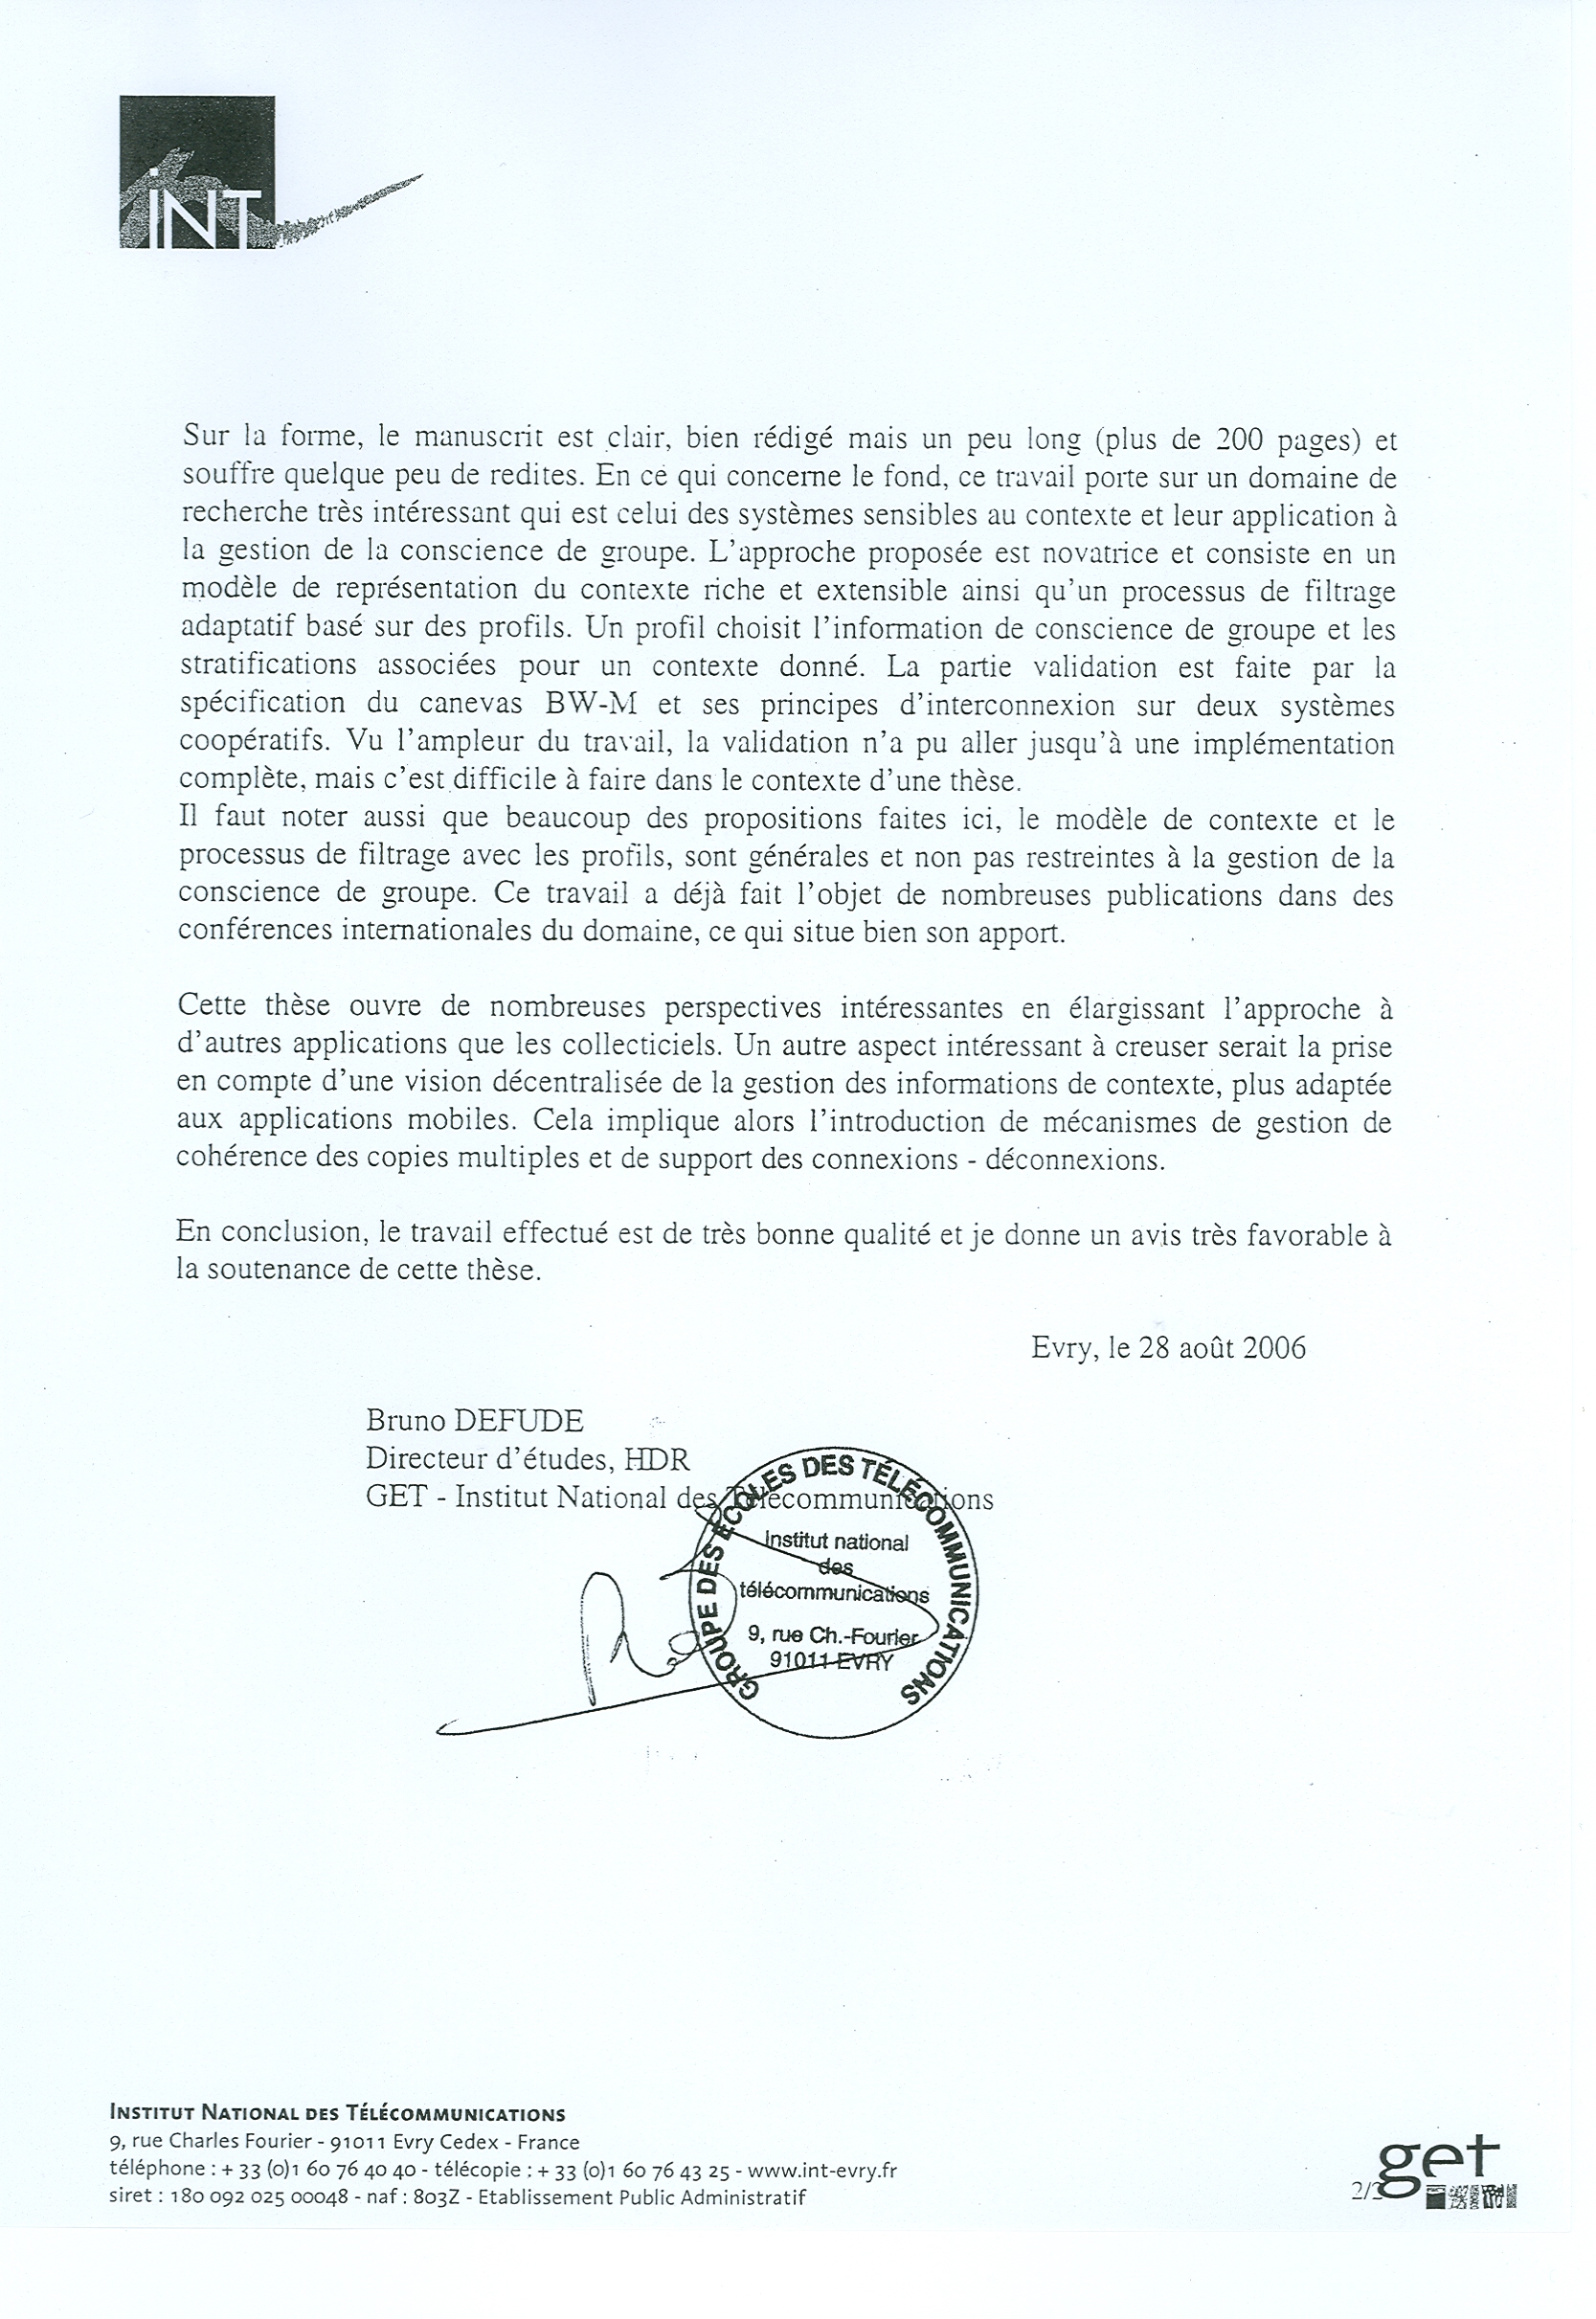 iNT
Sur la forme, le manuscrit est clair, bien rédigé mais un peu long (plus de 200 pages) et
souffre quelque peu de redites. En ce qui concerne le fond, ce travail porte sur un domaine de
recherche très intéressant qui est celui des systèmes sensibles au contexte et leur application à
la gestion de la conscience de groupe. L'approche proposée est novatrice et consiste en un
modèle de représentation du contexte riche et extensible ainsi qu'un processus de filtrage
adaptatif basé sur des profils. Un profil choisit l'information de conscience de groupe et les
stratifications associées pour un contexte donné. La partie validation est faite par la
spécification du canevas BW-M et ses principes d'interconnexion sur deux systèmes
coopératifs. Vu l'ampleur du travail, la validation n'a pu aller jusqu'à une implémentation
complète, mais c'est difficile à faire dans le contexte d'une thèse.
Il faut noter aussi que beaucoup des propositions faites ici, le modèle de contexte et le
processus de filtrage avec les profils, sont générales et non pas restreintes à la gestion de la
conscience de groupe. Ce travail a déjà fait l'objet de nombreuses publications dans des
conférences internationales du domaine, ce qui situe bien son apport.
Cette thèse ouvre de nombreuses perspectives intéressantes en élargissant l'approche à
d'autres applications que les collecticiels. Un autre aspect intéressant à creuser serait la prise
en compte d'une vision décentralisée de la gestion des informations de contexte, plus adaptée
aux applications mobiles. Cela implique alors l'introduction de mécanismes de gestion de
cohérence des copies multiples et de support des connexions - déconnexions.
En conclusion, le travail effectué est de très bonne qualité et je donne un avis très favorable à
la soutenance de cette thèse.
Evry, le 28 août 2006
Bruno DEFUDE
Directeur d'études, HDR
GET - Institut National des Télécommunications
GROUPE DES ÉCOLES DES TÉLÉCOMMUNICATIONS
Institut national
des
télécommunications
9, rue Ch.-Fourier
91011 EVRY
INSTITUT NATIONAL DES TÉLÉCOMMUNICATIONS
9, rue Charles Fourier - 91011 Evry Cedex - France
téléphone : + 33 (0)1 60 76 40 40 - télécopie : + 33 (0)1 60 76 43 25 - www.int-evry.fr
siret : 180 092 025 00048 - naf : 803Z - Etablissement Public Administratif
2/2
get